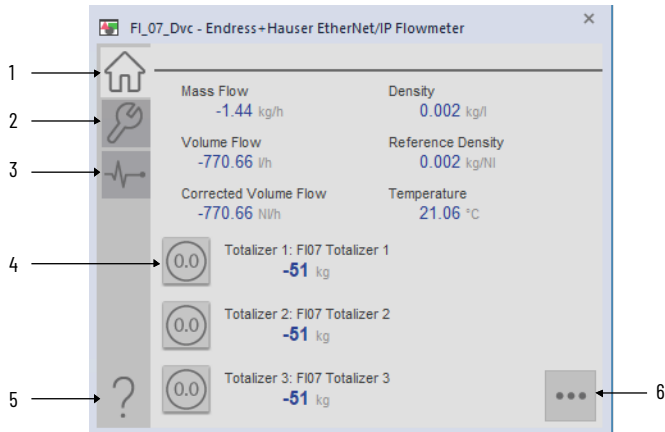 FI_07_Dvc - Endress+Hauser EtherNet/IP Flowmeter ×
1
2
3
4
5
6
Mass Flow Density
-1.44 kg/h 0.002 kg/l
Volume Flow Reference Density
-770.66 l/h 0.002 kg/Nl
Corrected Volume Flow Temperature
-770.66 Nl/h 21.06 °C
0.0 Totalizer 1: FI07 Totalizer 1
-51 kg
0.0 Totalizer 2: FI07 Totalizer 2
-51 kg
0.0 Totalizer 3: FI07 Totalizer 3
-51 kg
?